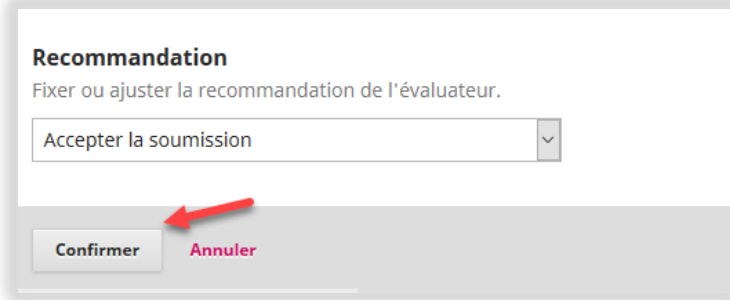 Recommandation
Fixer ou ajuster la recommandation de l'évaluateur.
Accepter la soumission
Confirmer Annuler